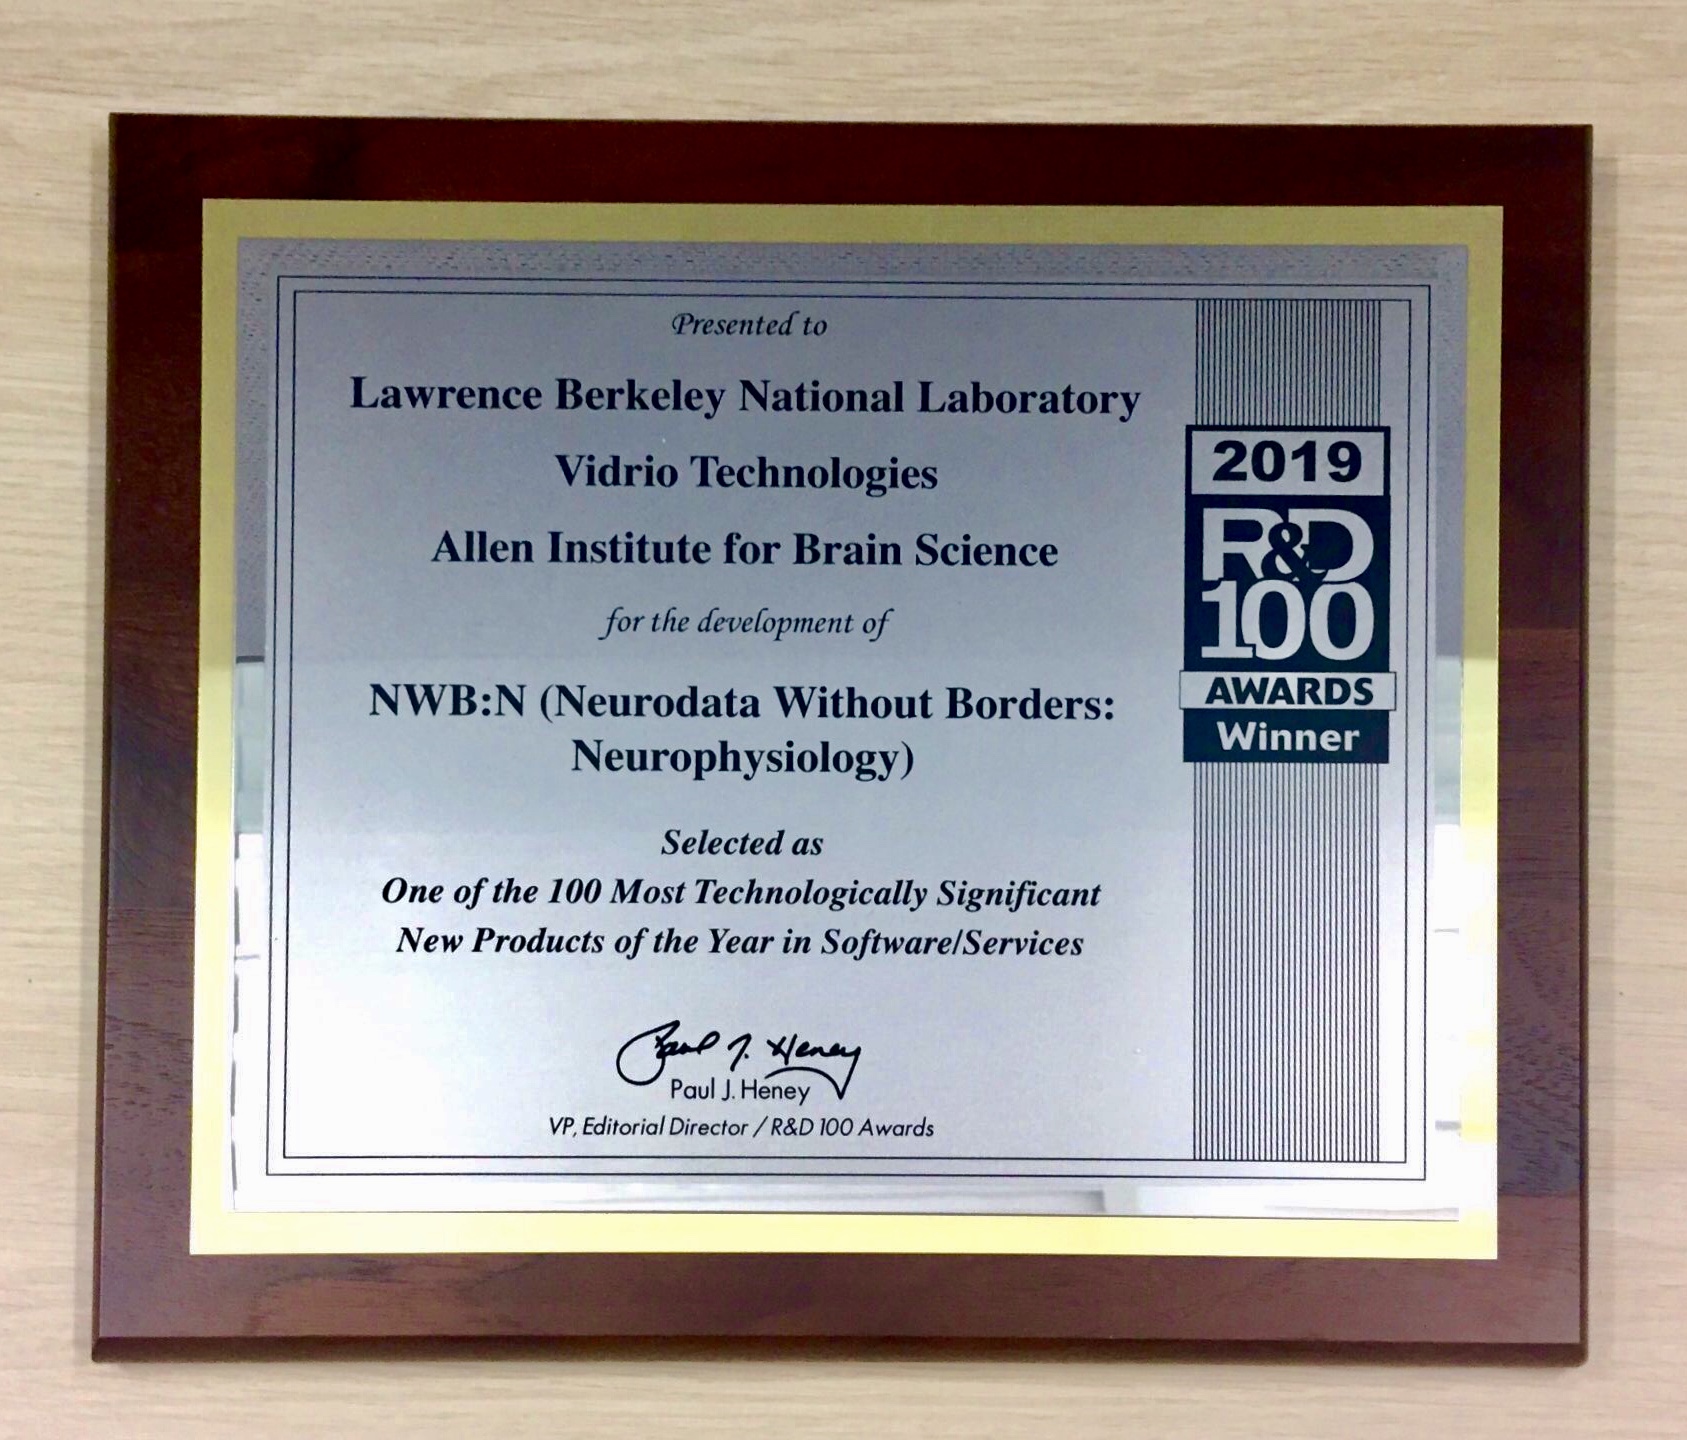 Presented to
Lawrence Berkeley National Laboratory
Vidrio Technologies
Allen Institute for Brain Science
for the development of
NWB:N (Neurodata Without Borders:
Neurophysiology)
Selected as
One of the 100 Most Technologically Significant
New Products of the Year in Software/Services
Paul J. Heney
Paul J. Heney
VP, Editorial Director / R&D 100 Awards
2019
R&D
100
AWARDS
Winner